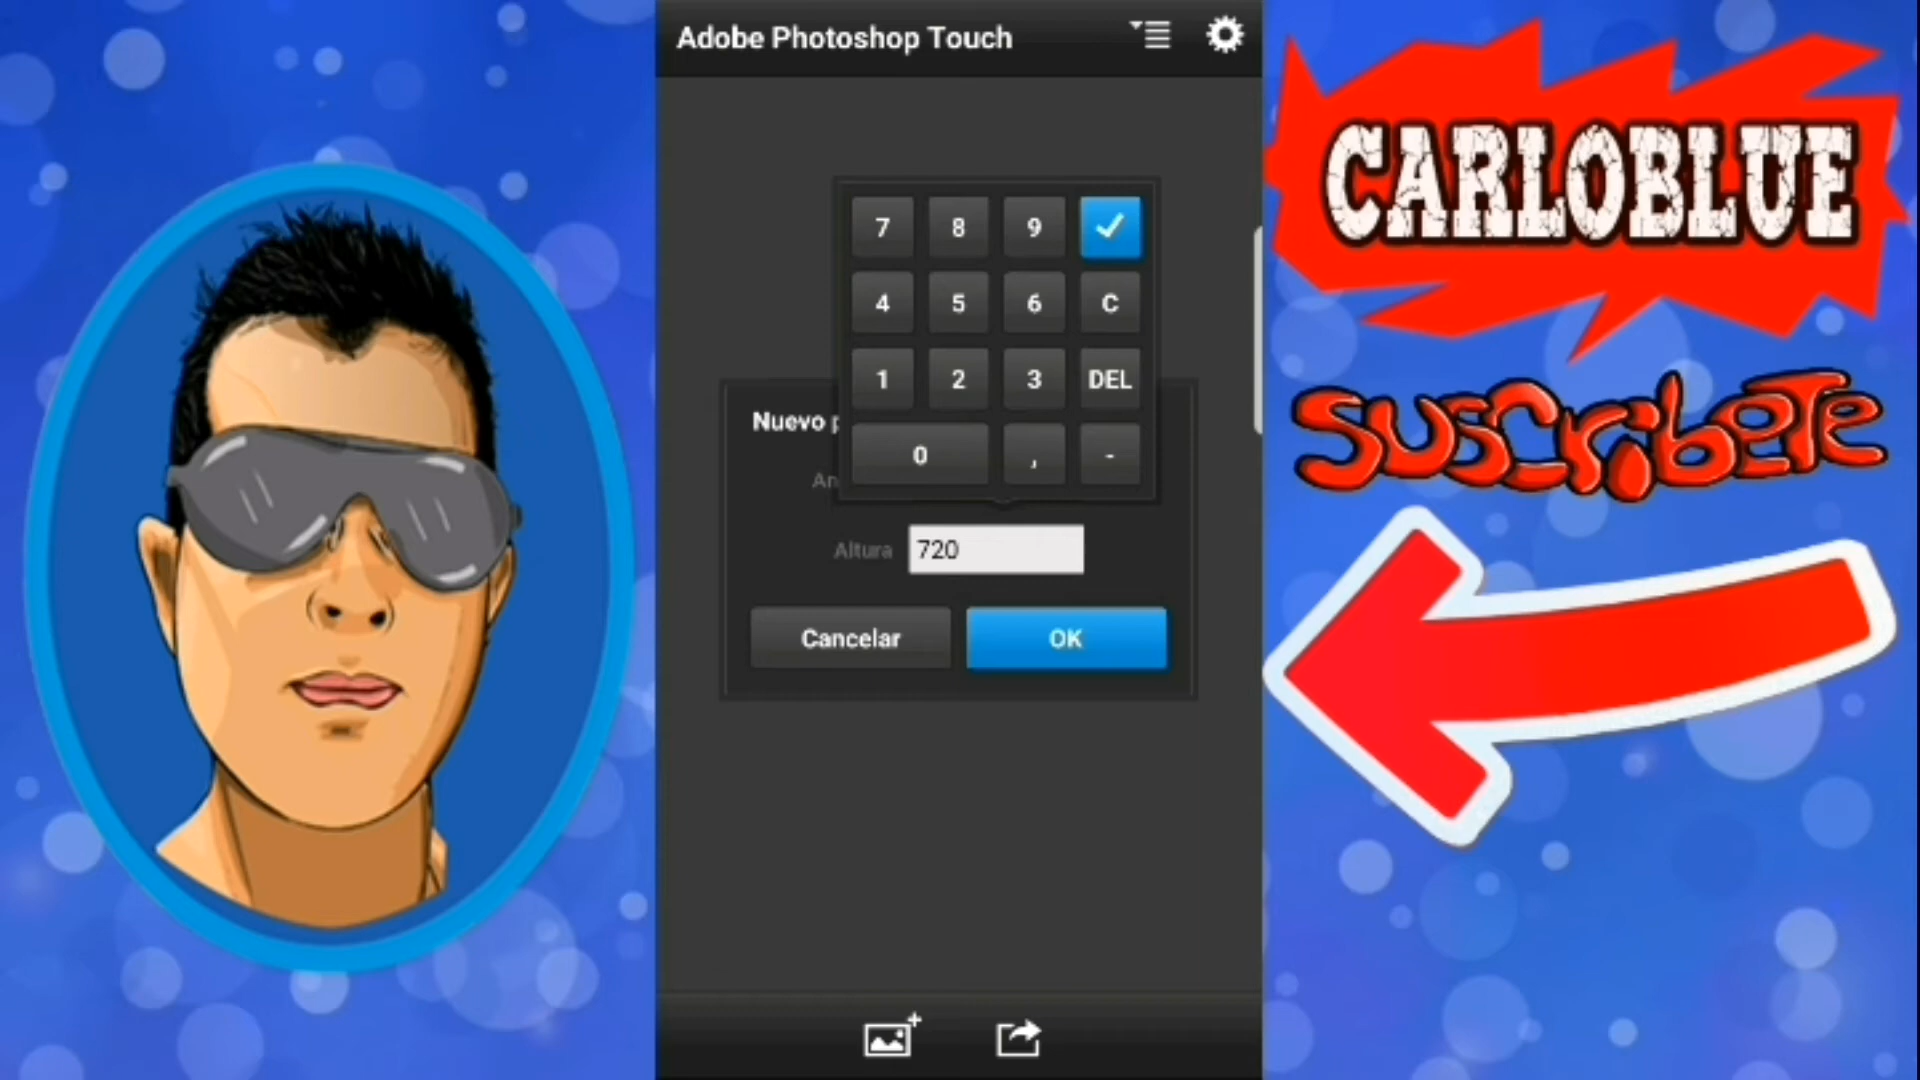 Adobe Photoshop Touch
7 8 9
4 5 6 C
1 2 3 DEL
0 , -
Nuevo
Altura 720
Cancelar OK
CARLOBLUE
suscribete